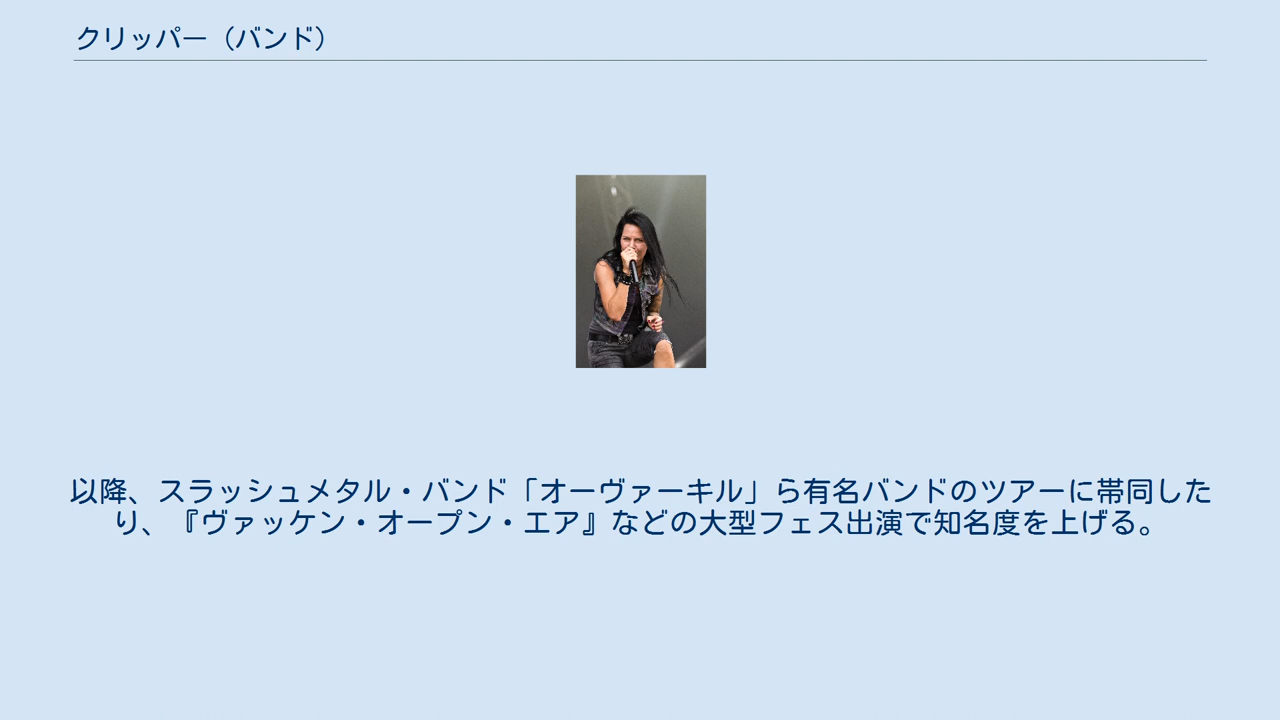 クリッパー（バンド）
以降、スラッシュメタル・バンド「オーヴァーキル」ら有名バンドのツアーに帯同した
り、『ヴァッケン・オープン・エア』などの大型フェス出演で知名度を上げる。